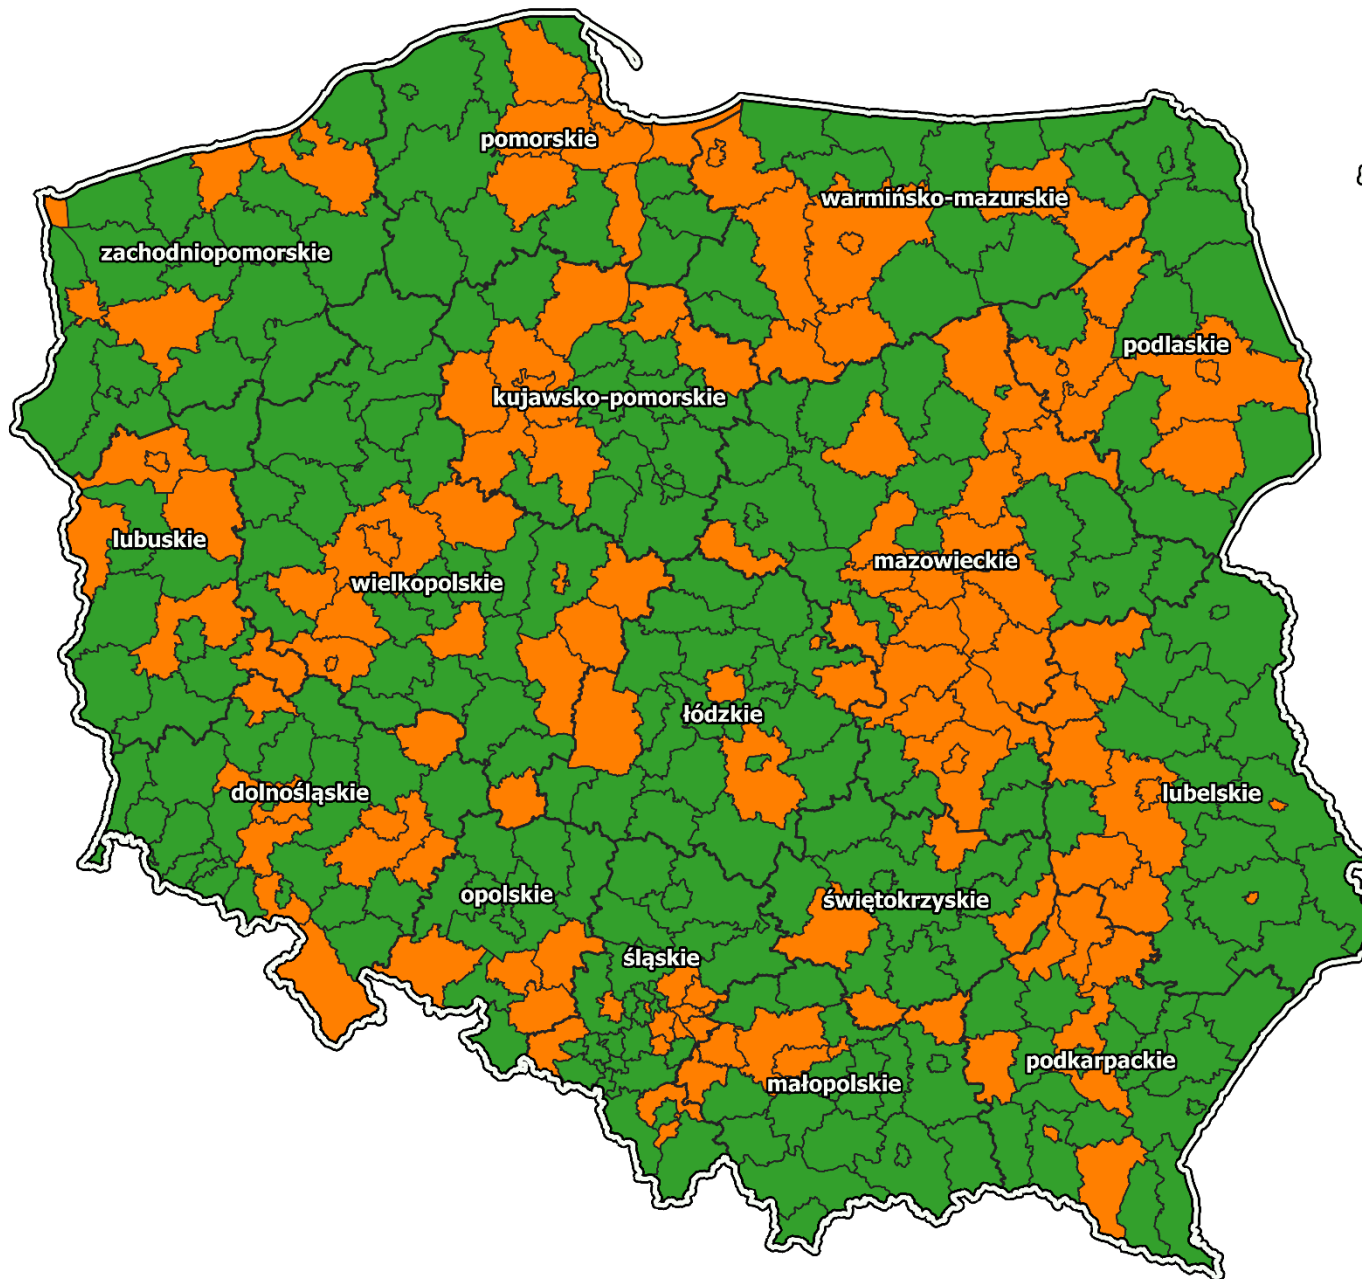 pomorskie
warmińsko-mazurskie
zachodniopomorskie
podlaskie
kujawsko-pomorskie
lubuskie
mazowieckie
wielkopolskie
łódzkie
dolnośląskie
lubelskie
opolskie
świętokrzyskie
śląskie
podkarpackie
małopolskie